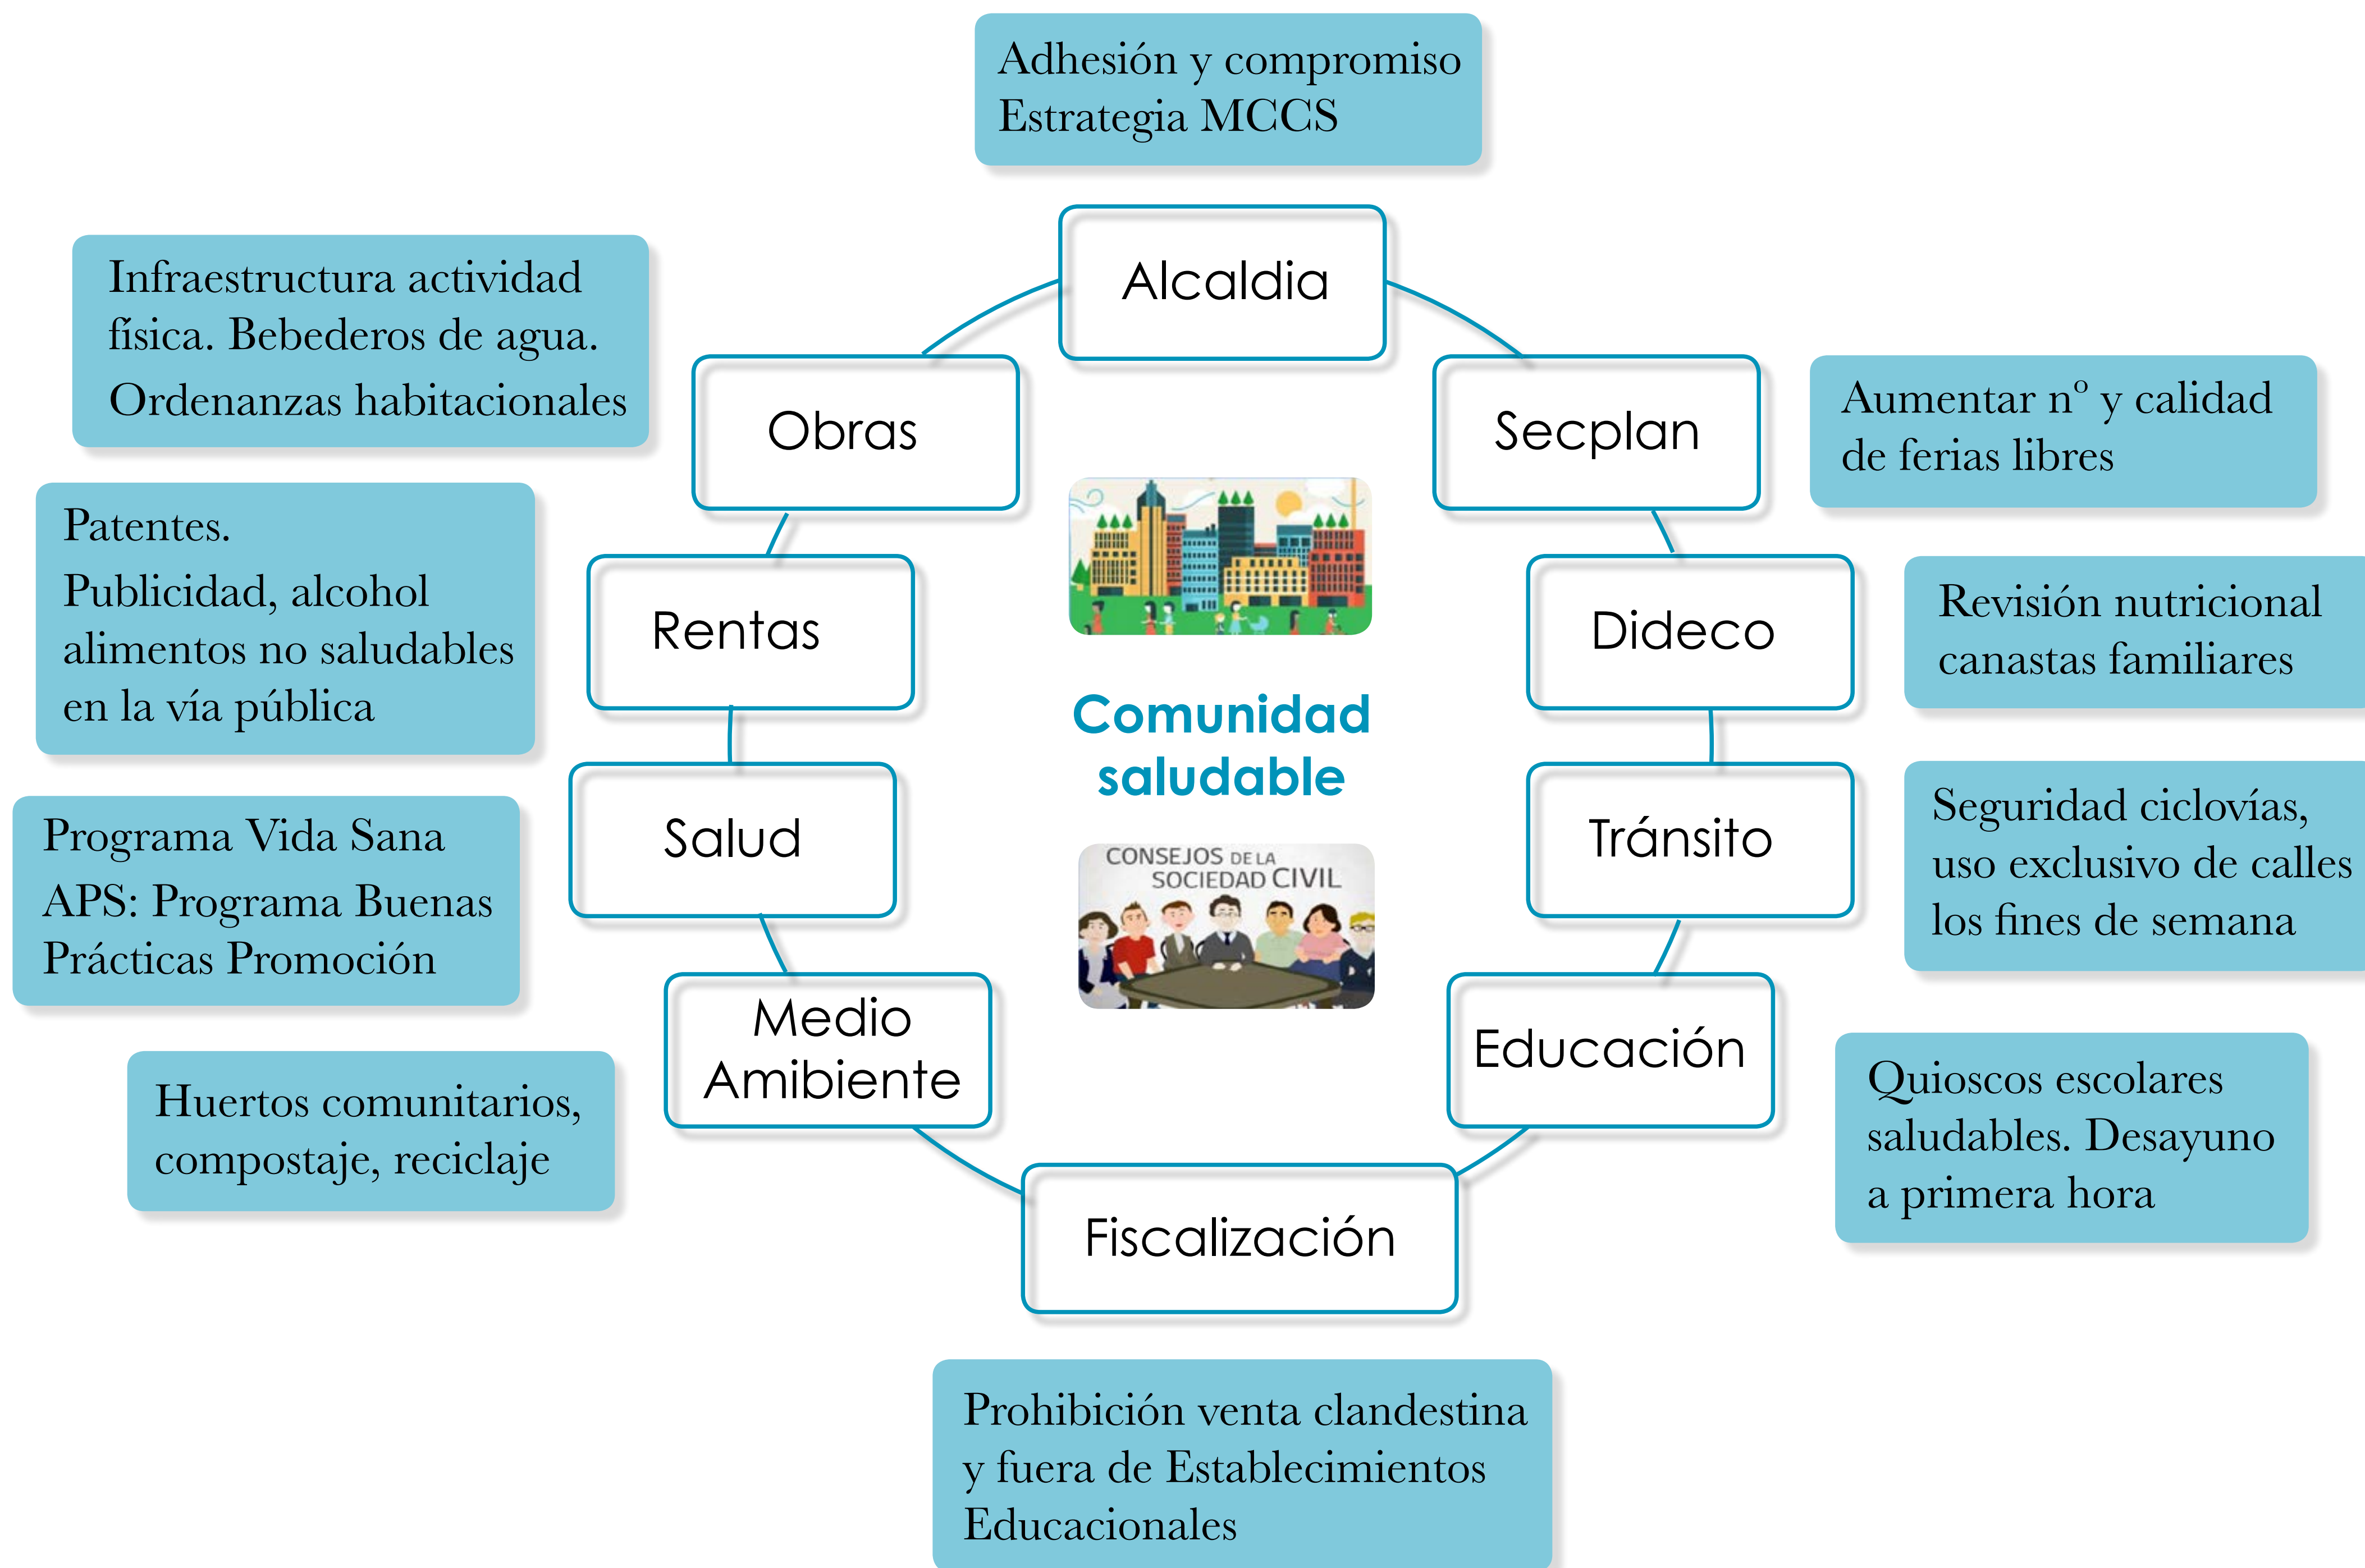 Adhesión y compromiso
Estrategia MCCS
Alcaldia
Infraestructura actividad
física. Bebederos de agua.
Ordenanzas habitacionales
Obras
Secplan
Aumentar nº y calidad
de ferias libres
Patentes.
Publicidad, alcohol
alimentos no saludables
en la vía pública
Rentas
Dideco
Revisión nutricional
canastas familiares
Comunidad
saludable
Programa Vida Sana
APS: Programa Buenas
Prácticas Promoción
Salud
CONSEJOS DE LA
SOCIEDAD CIVIL
Tránsito
Seguridad ciclovías,
uso exclusivo de calles
los fines de semana
Huertos comunitarios,
compostaje, reciclaje
Medio
Amibiente
Educación
Quioscos escolares
saludables. Desayuno
a primera hora
Fiscalización
Prohibición venta clandestina
y fuera de Establecimientos
Educacionales